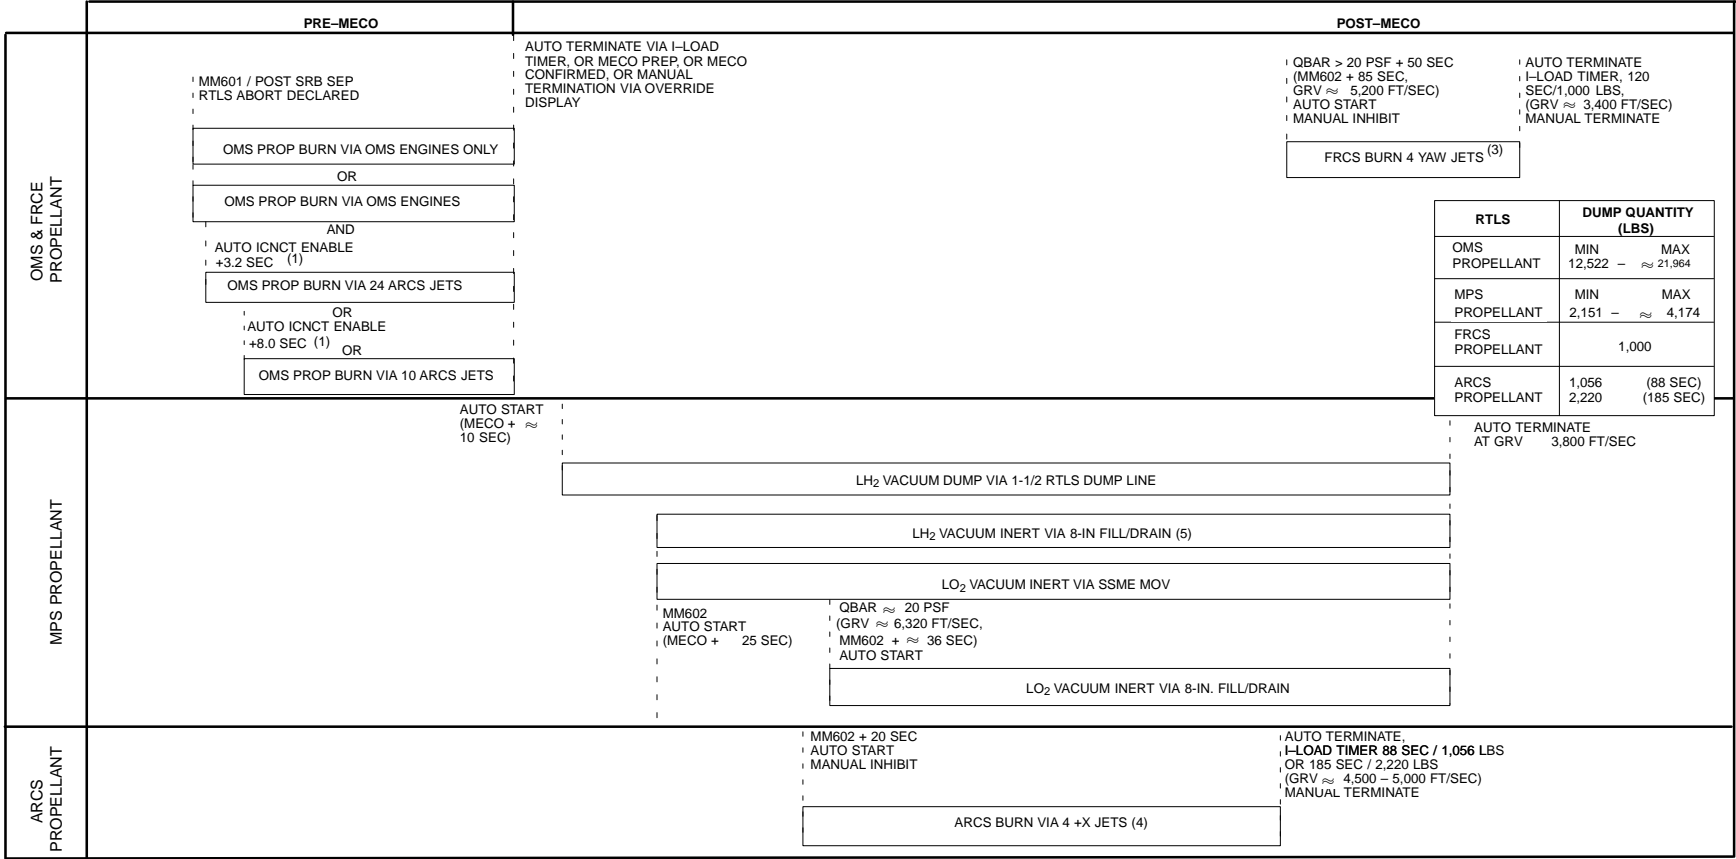 PRE–MECO
POST–MECO
OMS & FRCE
PROPELLANT
MM601 / POST SRB SEP
RTLS ABORT DECLARED
AUTO TERMINATE VIA I–LOAD
TIMER, OR MECO PREP, OR MECO
CONFIRMED, OR MANUAL
TERMINATION VIA OVERRIDE
DISPLAY
OMS PROP BURN VIA OMS ENGINES ONLY
OR
OMS PROP BURN VIA OMS ENGINES
AND
AUTO ICNCT ENABLE
+3.2 SEC (1)
OMS PROP BURN VIA 24 ARCS JETS
OR
AUTO ICNCT ENABLE
+8.0 SEC (1)
OR
OMS PROP BURN VIA 10 ARCS JETS
QBAR > 20 PSF + 50 SEC
(MM602 + 85 SEC,
GRV ≈ 5,200 FT/SEC)
AUTO START
MANUAL INHIBIT
AUTO TERMINATE
I–LOAD TIMER, 120
SEC/1,000 LBS,
(GRV ≈ 3,400 FT/SEC)
MANUAL TERMINATE
FRCS BURN 4 YAW JETS (3)
RTLS
DUMP QUANTITY
(LBS)
OMS
PROPELLANT
MIN MAX
12,522 – ≈ 21,964
MPS
PROPELLANT
MIN MAX
2,151 – ≈ 4,174
FRCS
PROPELLANT
1,000
ARCS
PROPELLANT
1,056 (88 SEC)
2,220 (185 SEC)
MPS PROPELLANT
AUTO START
(MECO + ≈
10 SEC)
AUTO TERMINATE
AT GRV 3,800 FT/SEC
LH2 VACUUM DUMP VIA 1-1/2 RTLS DUMP LINE
LH2 VACUUM INERT VIA 8-IN FILL/DRAIN (5)
LO2 VACUUM INERT VIA SSME MOV
MM602
AUTO START
(MECO + 25 SEC)
QBAR ≈ 20 PSF
(GRV ≈ 6,320 FT/SEC,
MM602 + ≈ 36 SEC)
AUTO START
LO2 VACUUM INERT VIA 8-IN. FILL/DRAIN
ARCS
PROPELLANT
MM602 + 20 SEC
AUTO START
MANUAL INHIBIT
AUTO TERMINATE,
I–LOAD TIMER 88 SEC / 1,056 LBS
OR 185 SEC / 2,220 LBS
(GRV ≈ 4,500 – 5,000 FT/SEC)
MANUAL TERMINATE
ARCS BURN VIA 4 +X JETS (4)